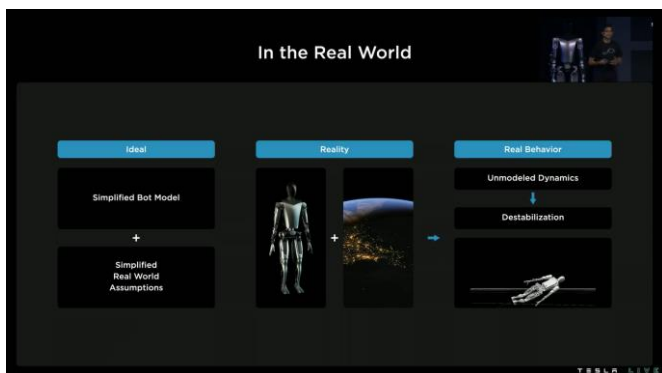 In the Real World
Ideal
Simplified Bot Model
+
Simplified
Real World
Assumptions
Reality
+
Real Behavior
Unmodeled Dynamics
Destabilization
TESLA LIVE